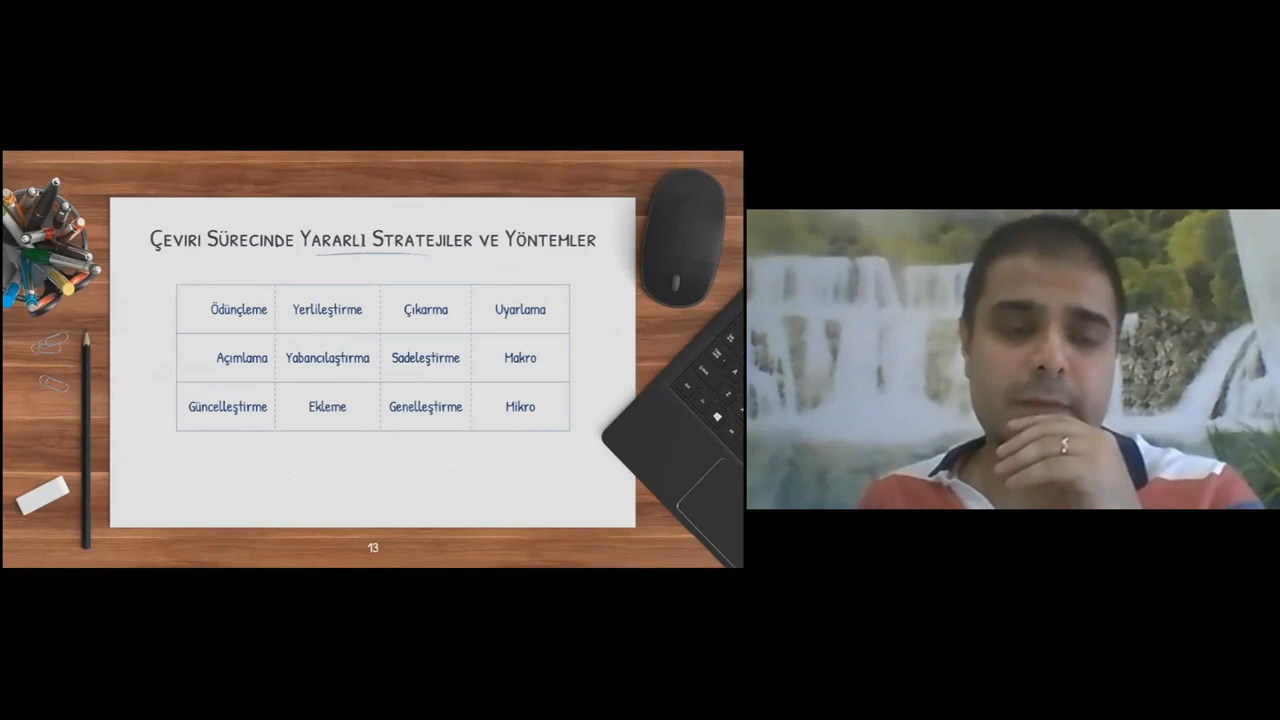 Çeviri Sürecinde Yararlı Stratejiler ve Yöntemler
Ödünçleme Yerlileştirme Çıkarma Uyarlama
Açımlama Yabancılaştırma Sadeleştirme Makro
Güncelleştirme Ekleme Genelleştirme Mikro
13